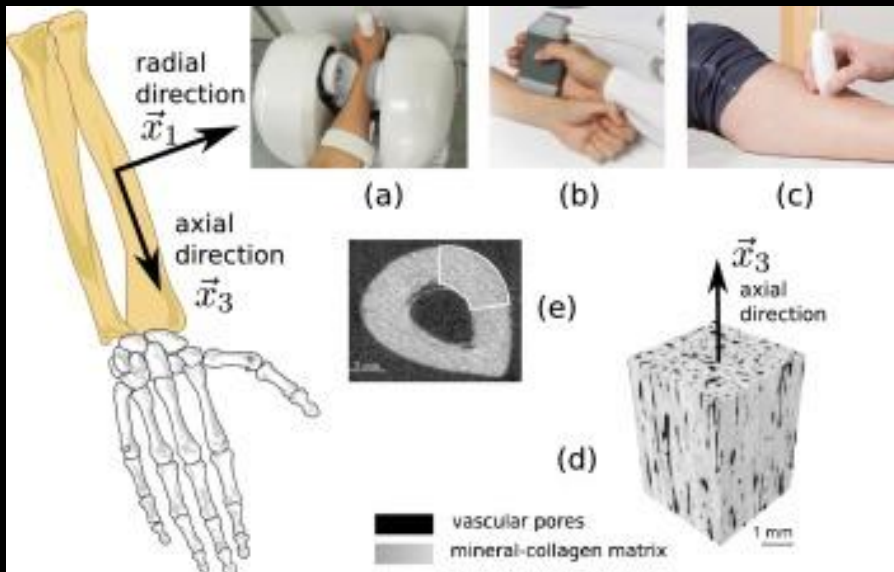 radial
direction
x⃗₁
axial
direction
x⃗₃
(a)
(b)
(c)
(e)
x⃗₃
axial
direction
(d)
1 mm
vascular pores
mineral-collagen matrix